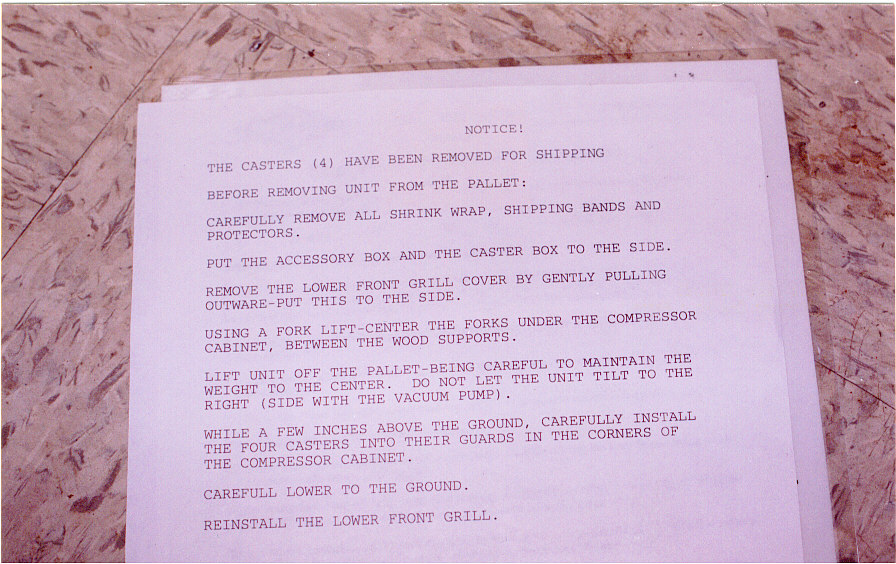 NOTICE!
THE CASTERS (4) HAVE BEEN REMOVED FOR SHIPPING
BEFORE REMOVING UNIT FROM THE PALLET:
CAREFULLY REMOVE ALL SHRINK WRAP, SHIPPING BANDS AND
PROTECTORS.
PUT THE ACCESSORY BOX AND THE CASTER BOX TO THE SIDE.
REMOVE THE LOWER FRONT GRILL COVER BY GENTLY PULLING
OUTWARE-PUT THIS TO THE SIDE.
USING A FORK LIFT-CENTER THE FORKS UNDER THE COMPRESSOR
CABINET, BETWEEN THE WOOD SUPPORTS.
LIFT UNIT OFF THE PALLET-BEING CAREFUL TO MAINTAIN THE
WEIGHT TO THE CENTER.  DO NOT LET THE UNIT TILT TO THE
RIGHT (SIDE WITH THE VACUUM PUMP).
WHILE A FEW INCHES ABOVE THE GROUND, CAREFULLY INSTALL
THE FOUR CASTERS INTO THEIR GUARDS IN THE CORNERS OF
THE COMPRESSOR CABINET.
CAREFULL LOWER TO THE GROUND.
REINSTALL THE LOWER FRONT GRILL.